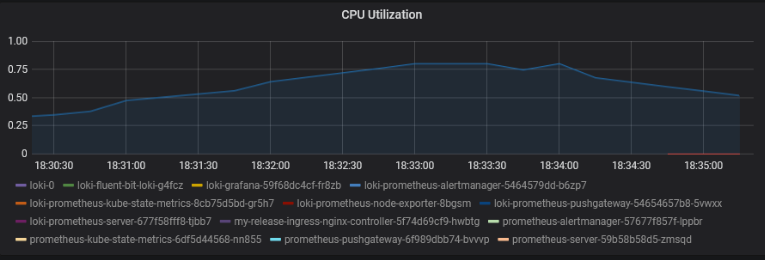 CPU Utilization
1.00
0.75
0.50
0.25
0
18:30:30 18:31:00 18:31:30 18:32:00 18:32:30 18:33:00 18:33:30 18:34:00 18:34:30 18:35:00
loki-0 loki-fluent-bit-loki-g4fcz loki-grafana-59f68dc4cf-fr8zb loki-prometheus-alertmanager-5464579dd-b6zp7
loki-prometheus-kube-state-metrics-8cb75d5bd-gr5h7 loki-prometheus-node-exporter-8bgsm loki-prometheus-pushgateway-54654657b8-5vwxx
loki-prometheus-server-677f58fff8-tjbb7 my-release-ingress-nginx-controller-5f74d69cf9-hwbtg prometheus-alertmanager-57677f857f-lppbr
prometheus-kube-state-metrics-6df5d44568-nn855 prometheus-pushgateway-6f989dbb74-bvvvp prometheus-server-59b58b58d5-zmsqd